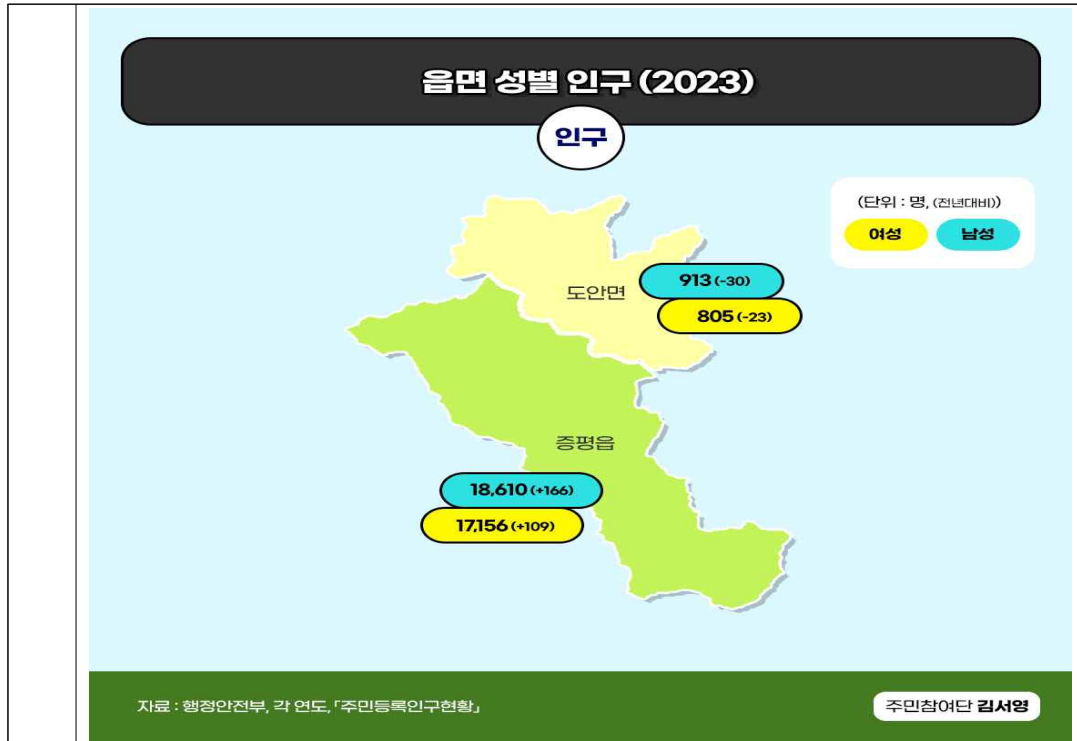 읍면 성별 인구 (2023)
인구
(단위 : 명, (전년대비))
여성 남성
도안면
913 (-30)
805 (-23)
증평읍
18,610 (+166)
17,156 (+109)
자료 : 행정안전부, 각 연도, 「주민등록인구현황」
주민참여단 김서영